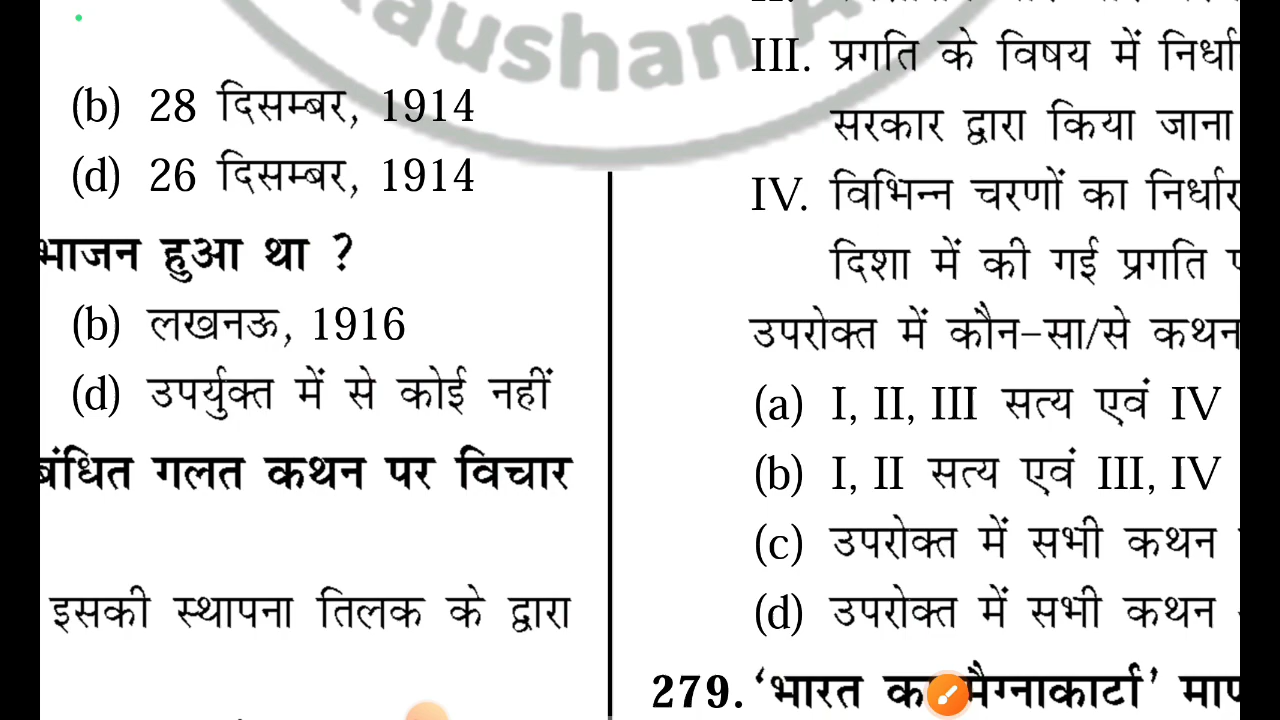 (b) 28 दिसम्बर, 1914
(d) 26 दिसम्बर, 1914
भाजन हुआ था ?
(b) लखनऊ, 1916
(d) उपर्युक्त में से कोई नहीं
बंधित गलत कथन पर विचार
इसकी स्थापना तिलक के द्वारा
aushan A
III. प्रगति के विषय में निर्धा
सरकार द्वारा किया जाना
IV. विभिन्न चरणों का निर्धार
दिशा में की गई प्रगति
उपरोक्त में कौन-सा/से कथन
(a) I, II, III सत्य एवं IV
(b) I, II सत्य एवं III, IV
(c) उपरोक्त में सभी कथन
(d) उपरोक्त में सभी कथन
279. ‘भारत का मैग्नाकार्टा’